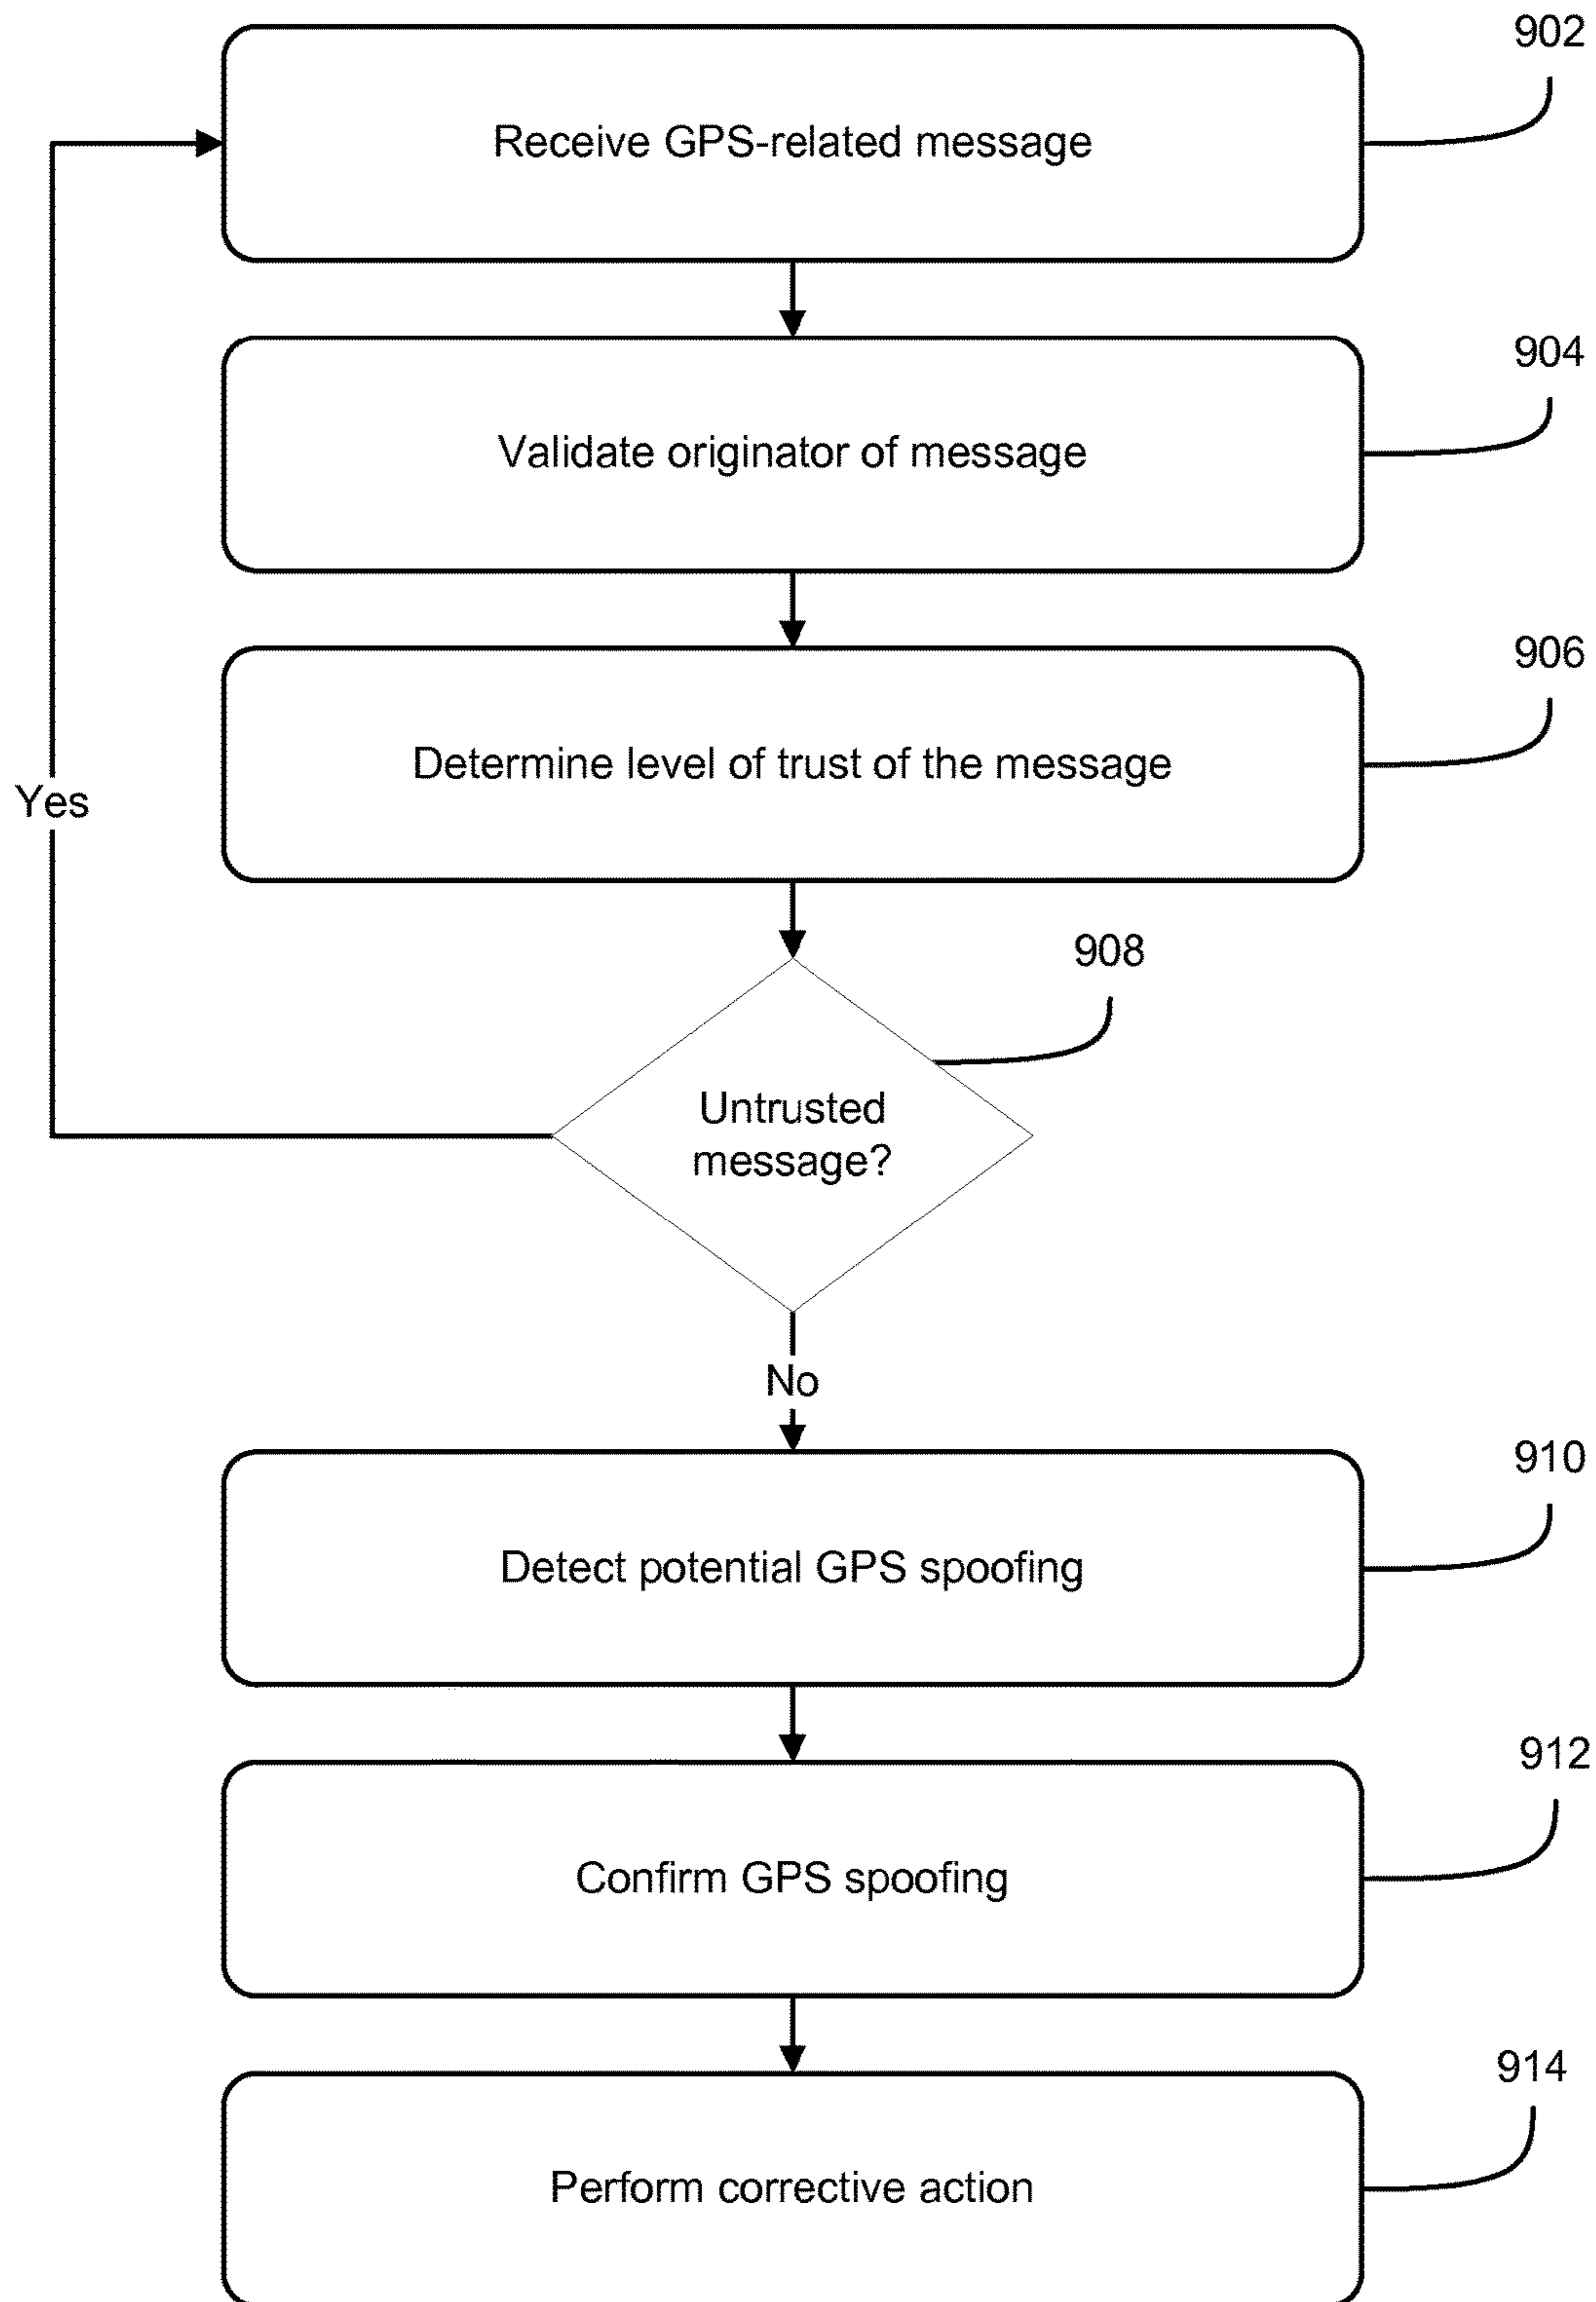 902
Receive GPS-related message
904
Validate originator of message
906
Determine level of trust of the message
Yes
908
Untrusted
message?
No
910
Detect potential GPS spoofing
912
Confirm GPS spoofing
914
Perform corrective action